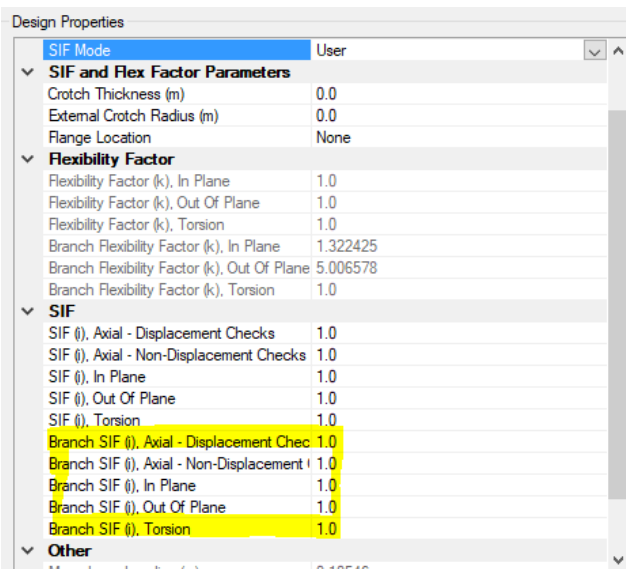 Design Properties
SIF Mode User
SIF and Flex Factor Parameters
Crotch Thickness (m) 0.0
External Crotch Radius (m) 0.0
Flange Location None
Flexibility Factor
Flexibility Factor (k), In Plane 1.0
Flexibility Factor (k), Out Of Plane 1.0
Flexibility Factor (k), Torsion 1.0
Branch Flexibility Factor (k), In Plane 1.322425
Branch Flexibility Factor (k), Out Of Plane 5.006578
Branch Flexibility Factor (k), Torsion 1.0
SIF
SIF (i), Axial - Displacement Checks 1.0
SIF (i), Axial - Non-Displacement Checks 1.0
SIF (i), In Plane 1.0
SIF (i), Out Of Plane 1.0
SIF (i), Torsion 1.0
Branch SIF (i), Axial - Displacement Chec 1.0
Branch SIF (i), Axial - Non-Displacement ( 1.0
Branch SIF (i), In Plane 1.0
Branch SIF (i), Out Of Plane 1.0
Branch SIF (i), Torsion 1.0
Other